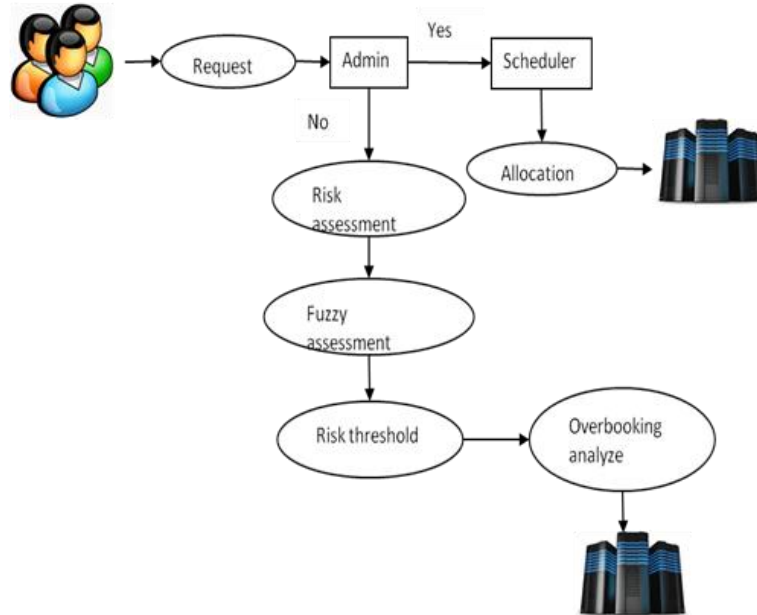 Yes
Request
Admin
Scheduler
No
Allocation
Risk
assessment
Fuzzy
assessment
Risk threshold
Overbooking
analyze